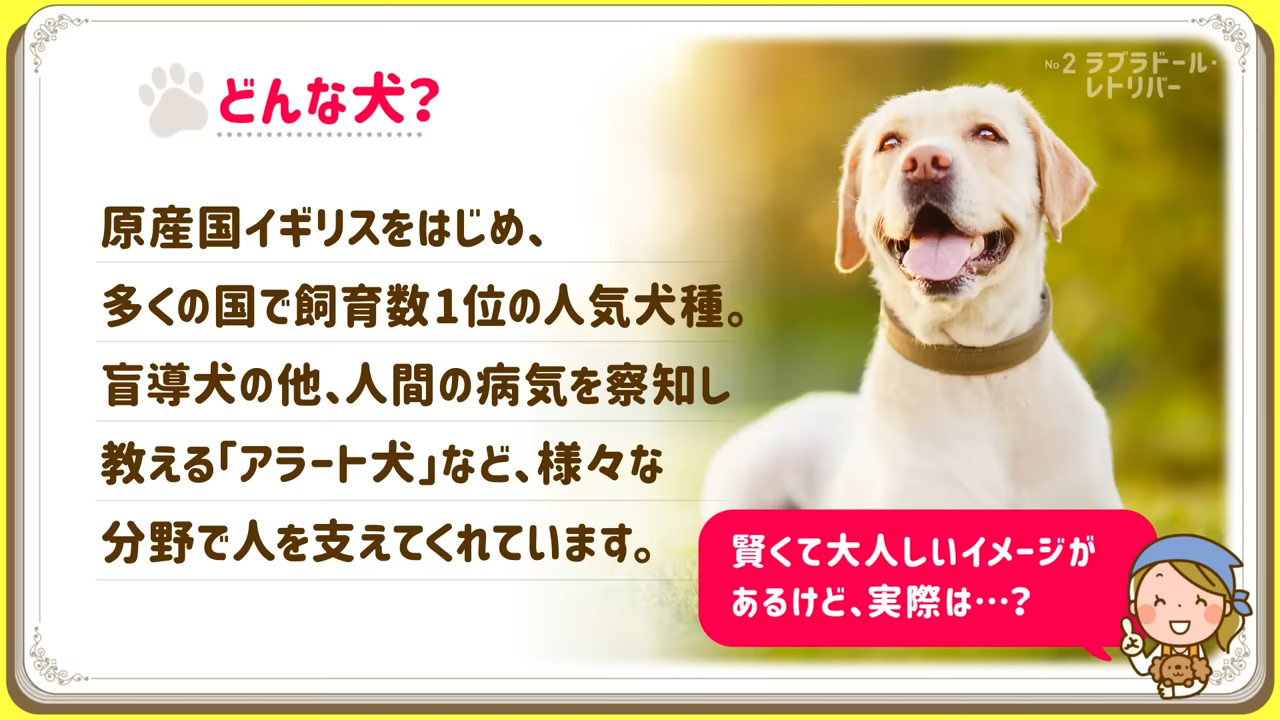 どんな犬?
No2 ラブラドール・
レトリバー
原産国イギリスをはじめ、
多くの国で飼育数1位の人気犬種。
盲導犬の他、人間の病気を察知し
教える「アラート犬」など、様々な
分野で人を支えてくれています。
賢くて大人しいイメージが
あるけど、実際は…?